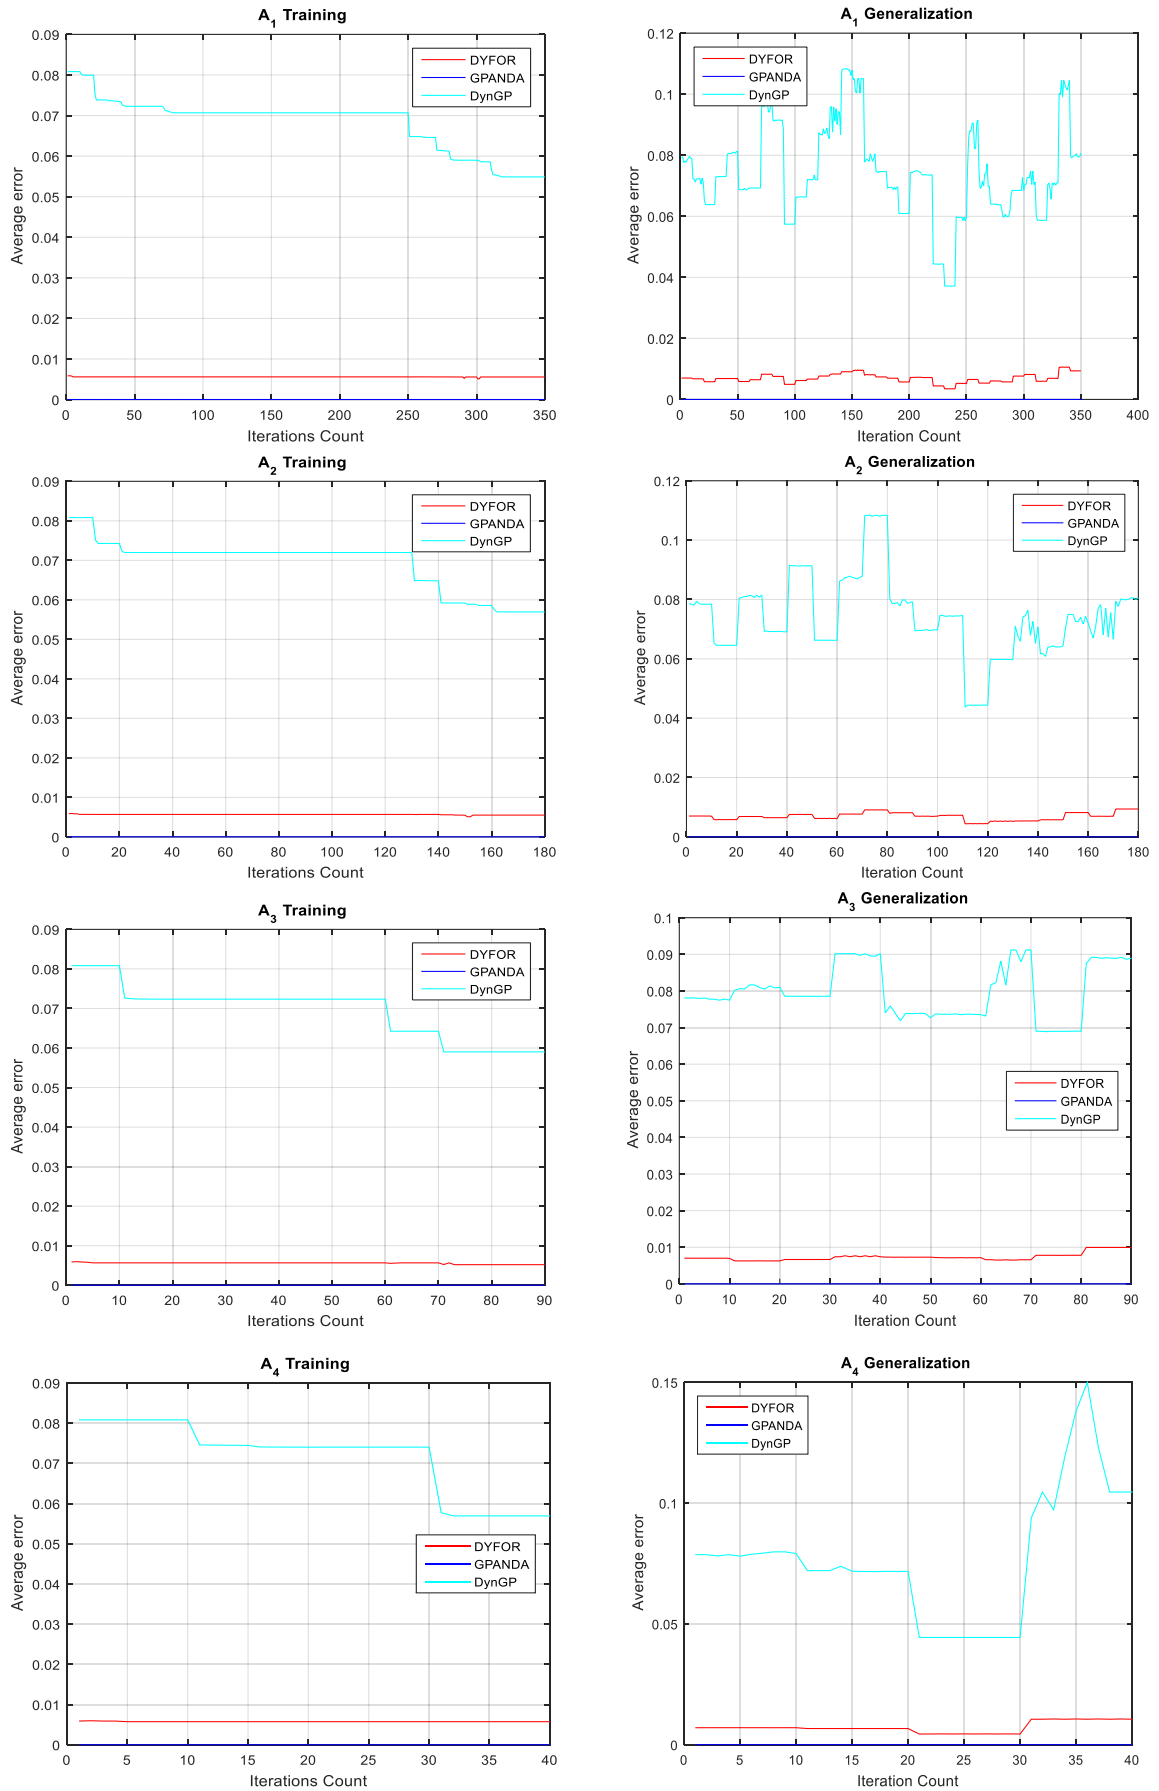 A1 Training
0.09
0.08
0.07
0.06
0.05
0.04
0.03
0.02
0.01
0
Average error
DYFOR
GPANDA
DynGP
0 50 100 150 200 250 300 350
Iterations Count
A1 Generalization
0.12
0.1
0.08
0.06
0.04
0.02
0
Average error
DYFOR
GPANDA
DynGP
0 50 100 150 200 250 300 350 400
Iteration Count
A2 Training
0.09
0.08
0.07
0.06
0.05
0.04
0.03
0.02
0.01
0
Average error
DYFOR
GPANDA
DynGP
0 20 40 60 80 100 120 140 160 180
Iterations Count
A2 Generalization
0.12
0.1
0.08
0.06
0.04
0.02
0
Average error
DYFOR
GPANDA
DynGP
0 20 40 60 80 100 120 140 160 180
Iteration Count
A3 Training
0.09
0.08
0.07
0.06
0.05
0.04
0.03
0.02
0.01
0
Average error
DYFOR
GPANDA
DynGP
0 10 20 30 40 50 60 70 80 90
Iterations Count
A3 Generalization
0.1
0.09
0.08
0.07
0.06
0.05
0.04
0.03
0.02
0.01
0
Average error
DYFOR
GPANDA
DynGP
0 10 20 30 40 50 60 70 80 90
Iteration Count
A4 Training
0.09
0.08
0.07
0.06
0.05
0.04
0.03
0.02
0.01
0
Average error
DYFOR
GPANDA
DynGP
0 5 10 15 20 25 30 35 40
Iterations Count
A4 Generalization
0.15
0.1
0.05
0
Average error
DYFOR
GPANDA
DynGP
0 5 10 15 20 25 30 35 40
Iteration Count